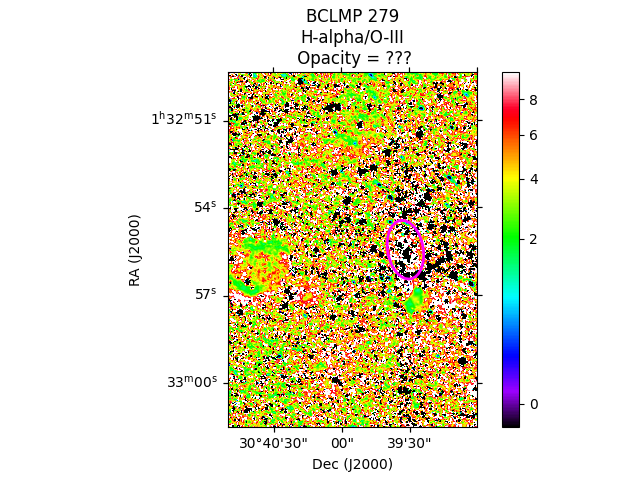 BCLMP 279
H-alpha/O-III
Opacity = ???
1ʰ32ᵐ51ˢ
54ˢ
57ˢ
33ᵐ00ˢ
RA (J2000)
30°40'30" 00" 39'30"
Dec (J2000)
8
6
4
2
0